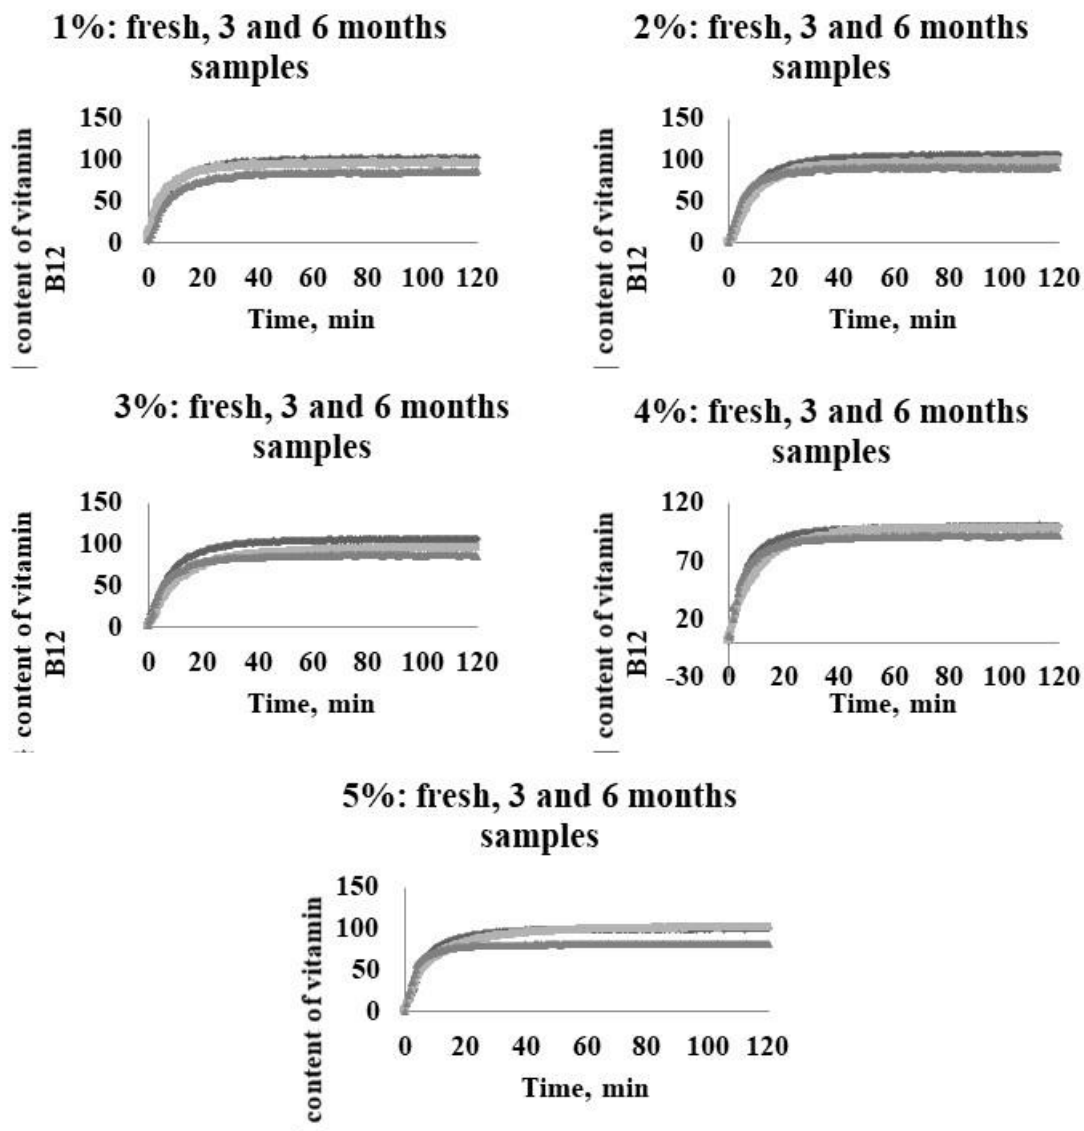 1%: fresh, 3 and 6 months
samples
content of vitamin
B12
150
100
50
0
0 20 40 60 80 100 120
Time, min
2%: fresh, 3 and 6 months
samples
content of vitamin
B12
150
100
50
0
0 20 40 60 80 100 120
Time, min
3%: fresh, 3 and 6 months
samples
content of vitamin
B12
150
100
50
0
0 20 40 60 80 100 120
Time, min
4%: fresh, 3 and 6 months
samples
content of vitamin
B12
120
70
20
-30
0 20 40 60 80 100 120
Time, min
5%: fresh, 3 and 6 months
samples
content of vitamin
150
100
50
0
0 20 40 60 80 100 120
Time, min